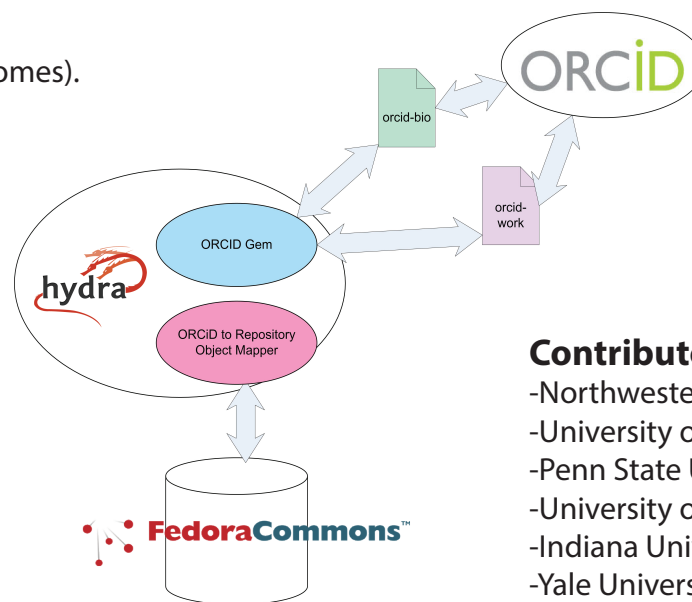 omes).
ORCiD
orcid-bio
orcid-
work
ORCID Gem
hydra
ORCiD to Repository
Object Mapper
FedoraCommons™
Contribut
-Northweste
-University o
-Penn State
-University o
-Indiana Uni
-Yale Univers